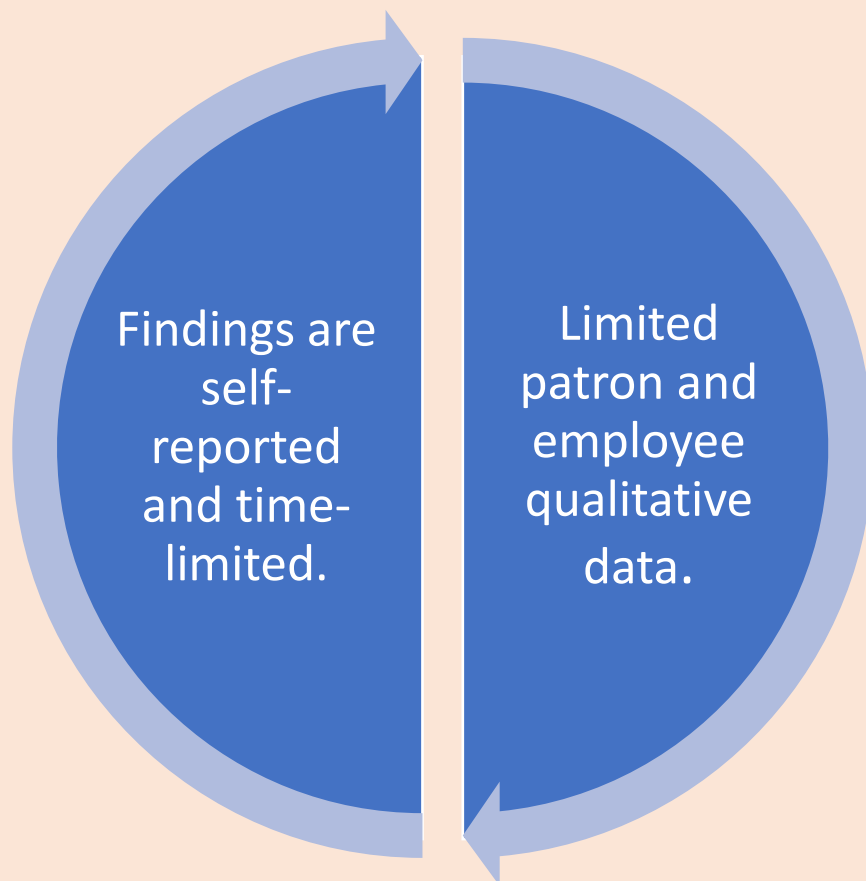 Findings are
self-
reported
and time-
limited.
Limited
patron and
employee
qualitative
data.